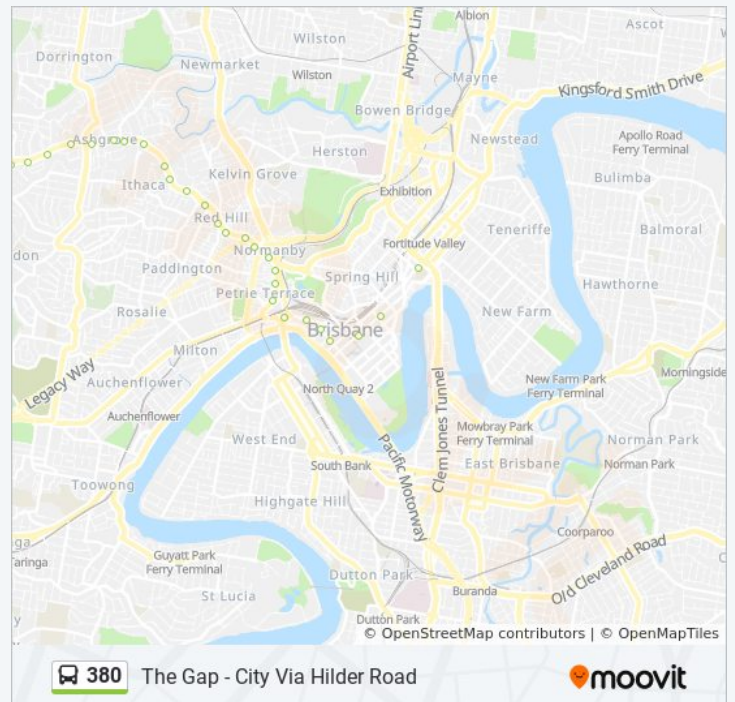 Albion
Ascot
Wilston
Dorrington
Newmarket
Airport Lin
Wilston
Mayne
Kingsford Smith Drive
Bowen Bridge
Ashgrove
Newstead
Apollo Road
Ferry Terminal
Herston
Kelvin Grove
Bulimba
Ithaca
Exhibition
Red Hill
Teneriffe
Balmoral
Fortitude Valley
don
Normanby
Paddington
Spring Hill
Hawthorne
Petrie Terrace
Rosalie
New Farm
Brisbane
Milton
Legacy Way
Auchenflower
Morningside
New Farm Park
Ferry Terminal
North Quay 2
Auchenflower
Clem Jones Tunnel
Mowbray Park
Ferry Terminal
West End
Pacific Motorway
Norman Park
South Bank
East Brisbane
Norman Park
Toowong
Highgate Hill
Coorparoo
Old Cleveland Road
ga
Taringa
Guyatt Park
Ferry Terminal
Dutton Park
Buranda
St Lucia
Dutton Park
© OpenStreetMap contributors | © OpenMapTiles
380 The Gap - City Via Hilder Road
moovit